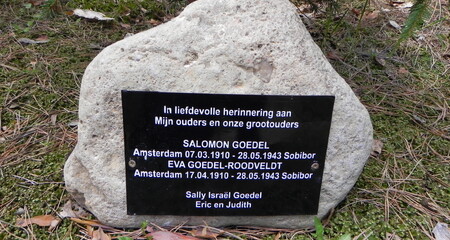 In liefdevolle herinnering aan
Mijn ouders en onze grootouders
SALOMON GOEDEL
Amsterdam 07.03.1910 - 28.05.1943 Sobibor
EVA GOEDEL-ROODVELDT
Amsterdam 17.04.1910 - 28.05.1943 Sobibor
Sally Israël Goedel
Eric en Judith